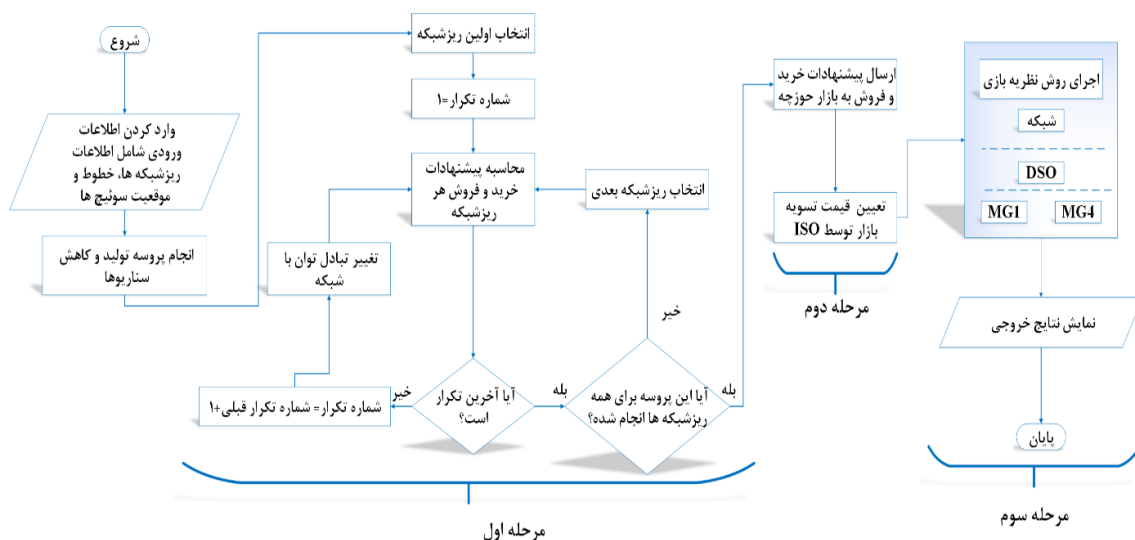 شروع
وارد کردن اطلاعات
ورودی شامل اطلاعات
ریزشبکه ها، خطوط و
موقعیت سوئیچ ها
انجام پروسه تولید و کاهش
سناریوها
انتخاب اولین ریزشبکه
شماره تکرار=۱
محاسبه پیشنهادات
خرید و فروش هر
ریزشبکه
آیا آخرین تکرار
است؟
خیر
شماره تکرار= شماره تکرار قبلی+۱
تغییر تبادل توان با
شبکه
بله
آیا این پروسه برای همه
ریزشبکه ها انجام شده؟
خیر
انتخاب ریزشبکه بعدی
بله
مرحله اول
ارسال پیشنهادات خرید
و فروش به بازار حوزچه
تعیین قیمت تسویه
بازار توسط ISO
مرحله دوم
اجرای روش نظریه بازی
شبکه
DSO
MG1 MG4
نمایش نتایج خروجی
پایان
مرحله سوم